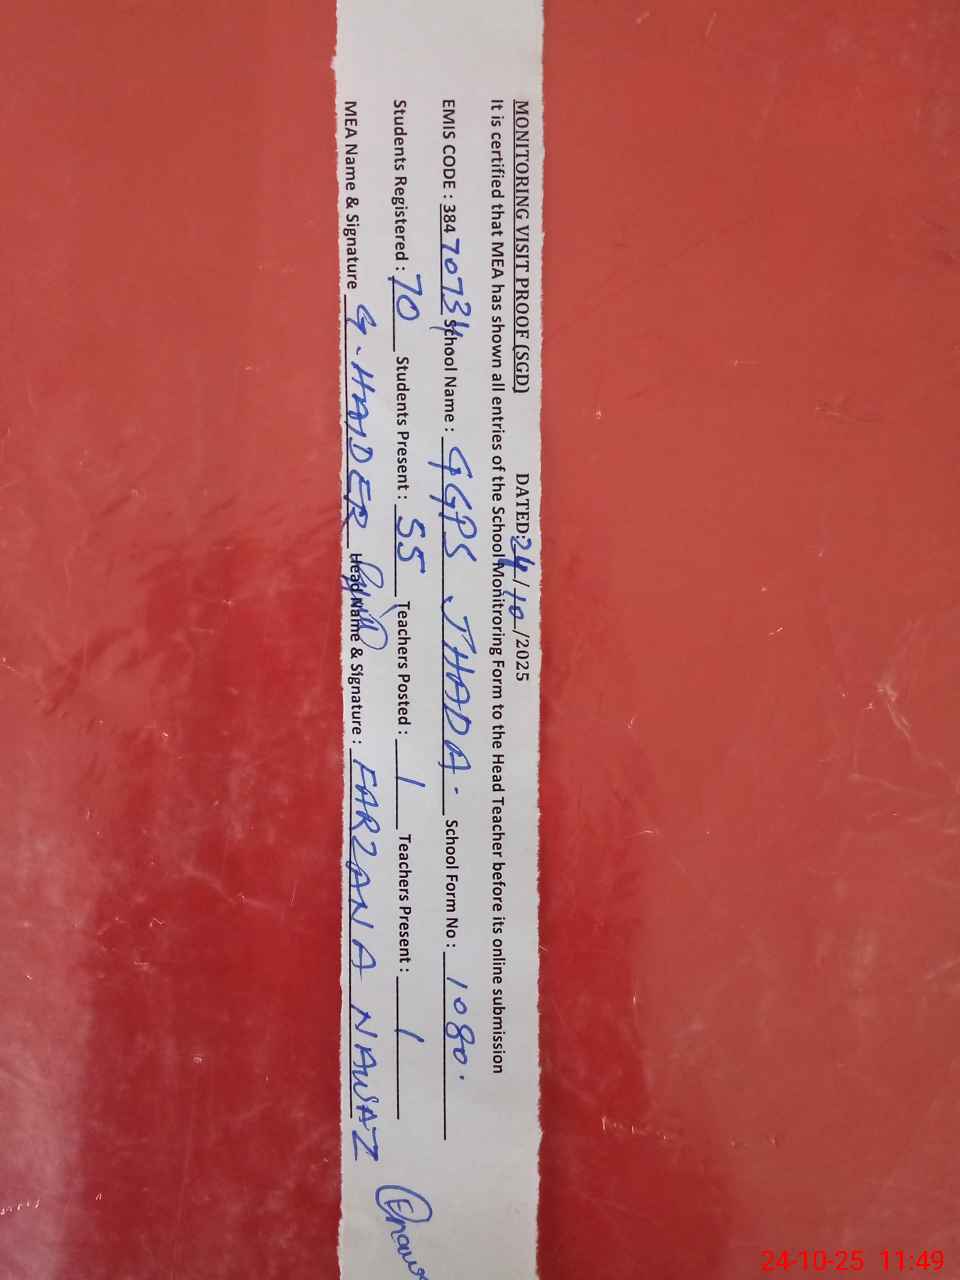 MONITORING VISIT PROOF (SGD) DATED:24/10/2025
It is certified that MEA has shown all entries of the School Monitroring Form to the Head Teacher before its online submission
EMIS CODE : 38470734 School Name : GGPS JHADA. School Form No : 1080.
Students Registered : 70 Students Present : 55 Teachers Posted : 1 Teachers Present : 1
MEA Name & Signature G. HAIDER Head Name & Signature : FARZANA NAWAZ
24-10-25 11:49